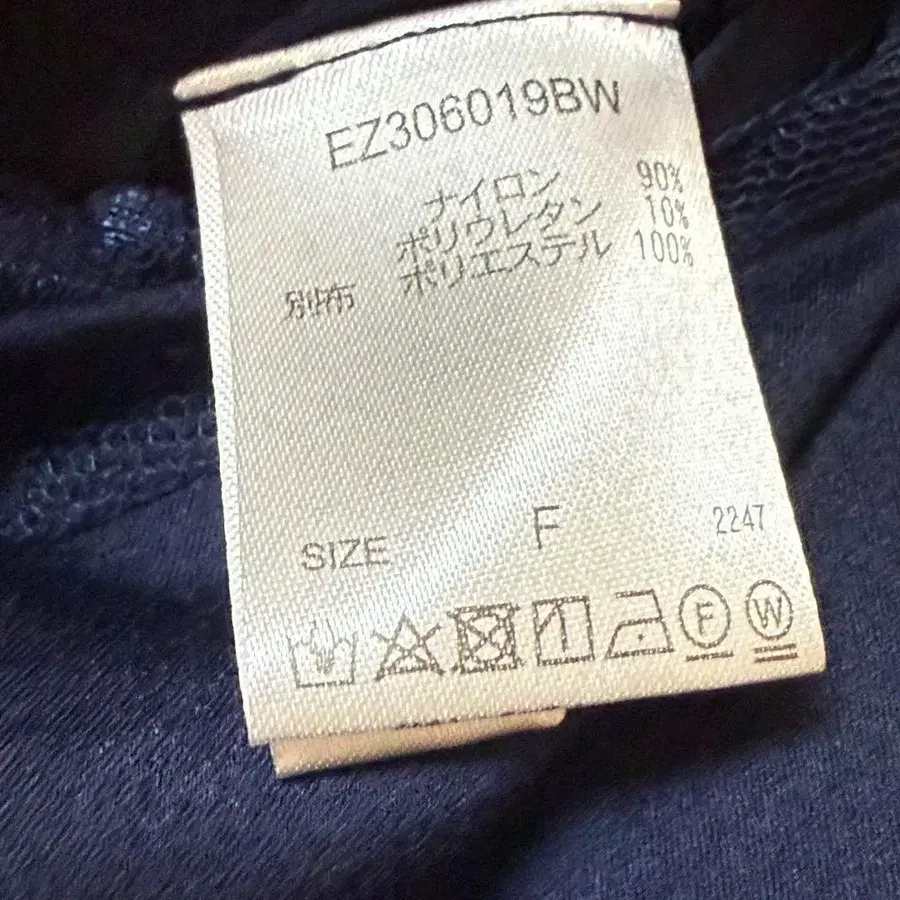 EZ306019BW
ナイロン 90%
ポリウレタン 10%
別布 ポリエステル 100%
SIZE F 2247
F W